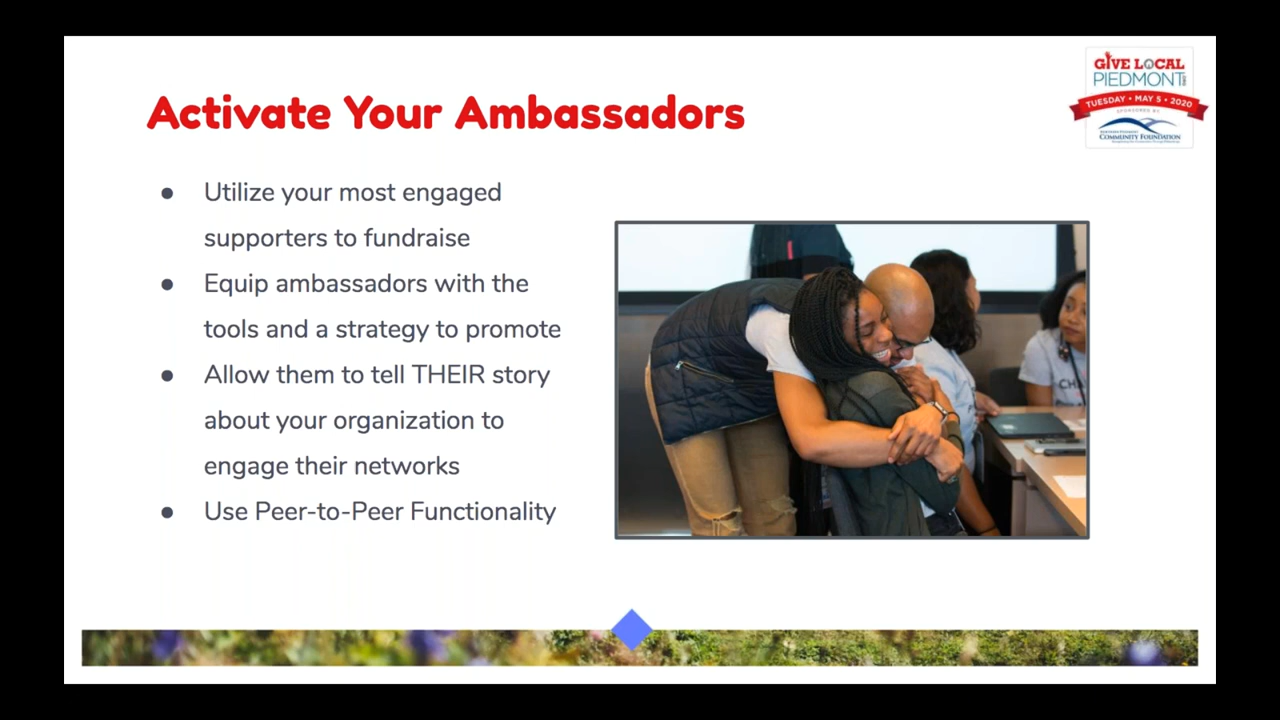 Activate Your Ambassadors
GIVE LOCAL
PIEDMONT
TUESDAY • MAY 5 • 2020
SPONSORED BY
NORTHERN PIEDMONT
COMMUNITY FOUNDATION
● Utilize your most engaged
supporters to fundraise
● Equip ambassadors with the
tools and a strategy to promote
● Allow them to tell THEIR story
about your organization to
engage their networks
● Use Peer-to-Peer Functionality